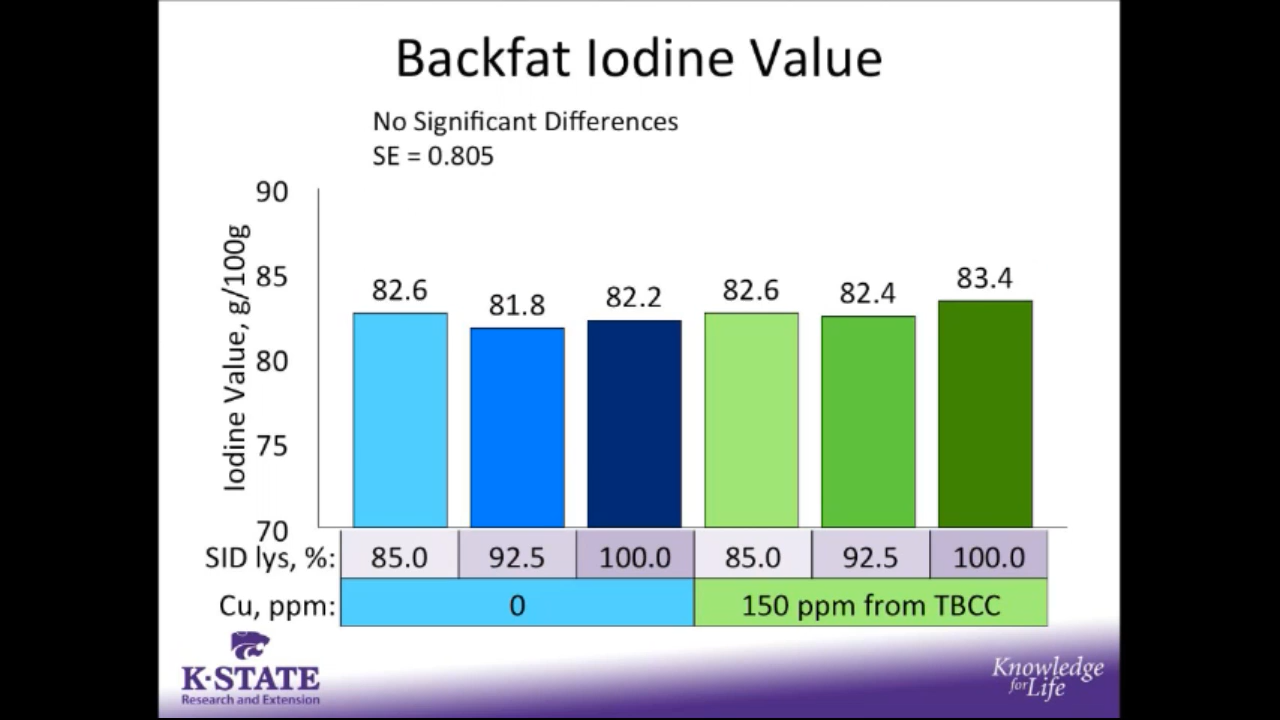 Backfat Iodine Value
No Significant Differences
SE = 0.805
Iodine Value, g/100g
90
85
80
75
70
82.6
81.8
82.2
82.6
82.4
83.4
SID lys, %: 85.0 92.5 100.0 85.0 92.5 100.0
Cu, ppm: 0 150 ppm from TBCC
K-STATE
Research and Extension
Knowledge
for Life